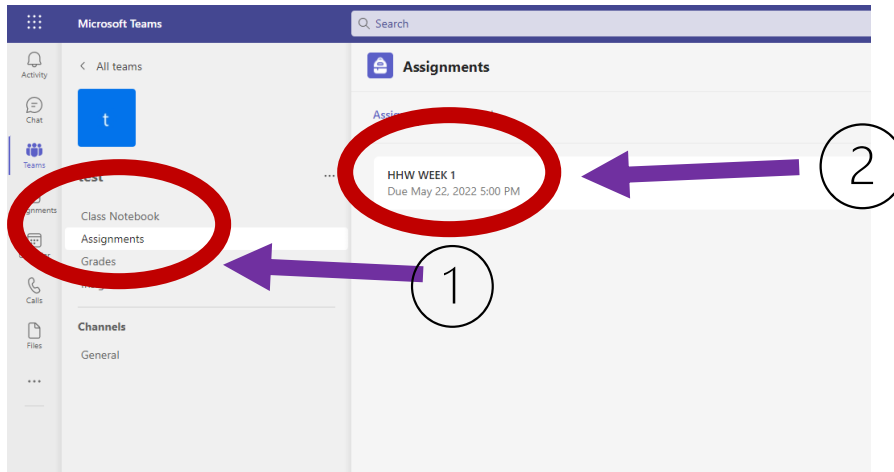 Microsoft Teams
Search
Activity
Chat
Teams
Calls
Files
All teams
t
test
Class Notebook
Assignments
Grades
Channels
General
Assignments
HHW WEEK 1
Due May 22, 2022 5:00 PM
1
2